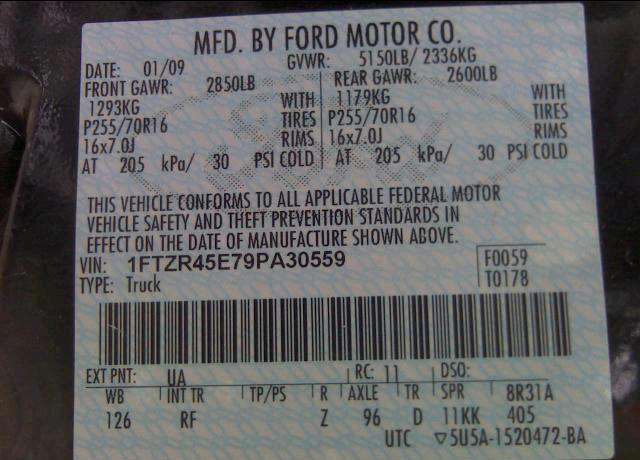 MFD. BY FORD MOTOR CO.
DATE: 01/09 GVWR: 5150LB/ 2336KG
FRONT GAWR: 2850LB REAR GAWR: 2600LB
1293KG WITH 1179KG WITH
P255/70R16 TIRES P255/70R16 TIRES
16x7.0J RIMS 16x7.0J RIMS
AT 205 kPa/ 30 PSI COLD AT 205 kPa/ 30 PSI COLD
THIS VEHICLE CONFORMS TO ALL APPLICABLE FEDERAL MOTOR
VEHICLE SAFETY AND THEFT PREVENTION STANDARDS IN
EFFECT ON THE DATE OF MANUFACTURE SHOWN ABOVE.
VIN: 1FTZR45E79PA30559 F0059
TYPE: Truck T0178
EXT PNT: UA RC: 11 DSO:
WB INT TR TP/PS R AXLE TR SPR 8R31A
126 RF Z 96 D 11KK 405
UTC ▽5U5A-1520472-BA